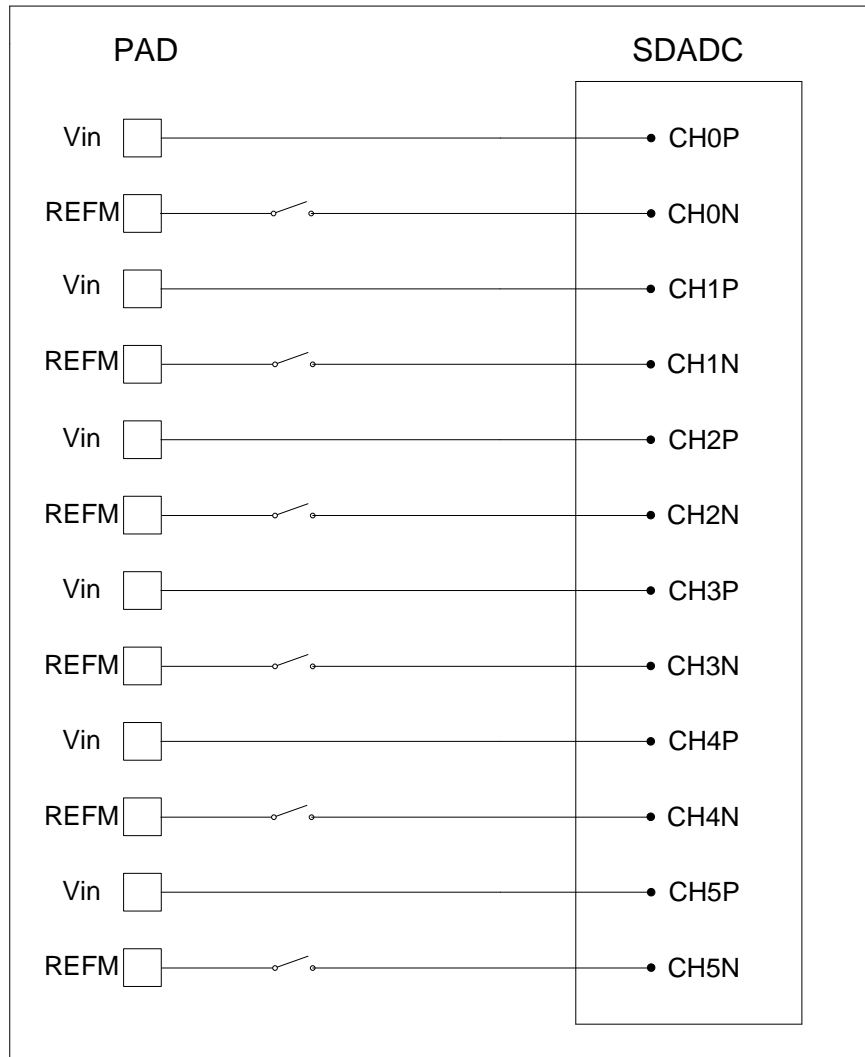 PAD SDADC
Vin CH0P
REFM CH0N
Vin CH1P
REFM CH1N
Vin CH2P
REFM CH2N
Vin CH3P
REFM CH3N
Vin CH4P
REFM CH4N
Vin CH5P
REFM CH5N